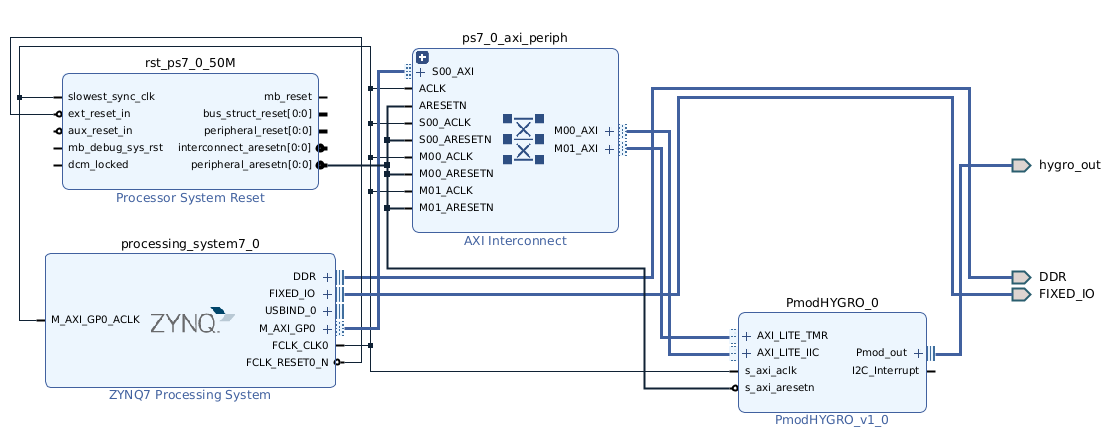 ps7_0_axi_periph
rst_ps7_0_50M
slowest_sync_clk
ext_reset_in
aux_reset_in
mb_debug_sys_rst
dcm_locked
mb_reset
bus_struct_reset[0:0]
peripheral_reset[0:0]
interconnect_aresetn[0:0]
peripheral_aresetn[0:0]
Processor System Reset
S00_AXI
ACLK
ARESETN
S00_ACLK
S00_ARESETN
M00_ACLK
M00_ARESETN
M01_ACLK
M01_ARESETN
M00_AXI
M01_AXI
AXI Interconnect
hygro_out
DDR
FIXED_IO
processing_system7_0
M_AXI_GP0_ACLK
ZYNQ
DDR
FIXED_IO
USBIND_0
M_AXI_GP0
FCLK_CLK0
FCLK_RESET0_N
ZYNQ7 Processing System
PmodHYGRO_0
AXI_LITE_TMR
AXI_LITE_IIC
s_axi_aclk
s_axi_aresetn
Pmod_out
I2C_Interrupt
PmodHYGRO_v1_0